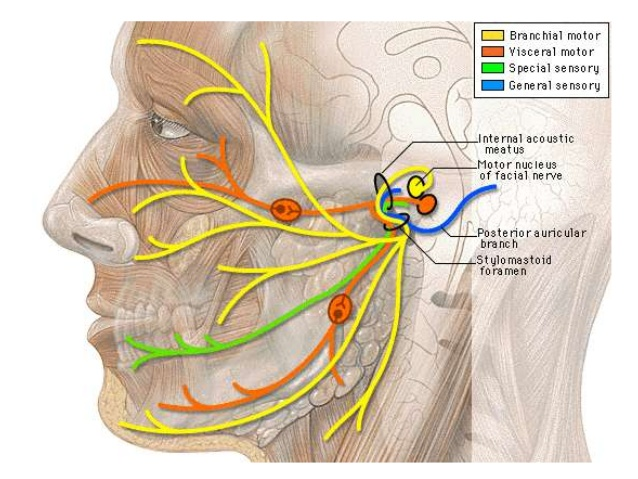 Branchial motor
Visceral motor
Special sensory
General sensory
Internal acoustic
meatus
Motor nucleus
of facial nerve
Posterior auricular
branch
Stylomastoid
foramen